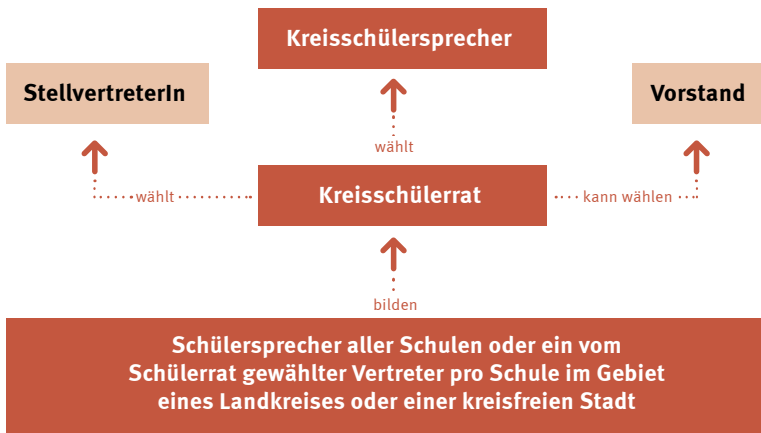 Kreisschülersprecher
StellvertreterIn
Vorstand
wählt
Kreisschülerrat
wählt
kann wählen
bilden
Schülersprecher aller Schulen oder ein vom
Schülerrat gewählter Vertreter pro Schule im Gebiet
eines Landkreises oder einer kreisfreien Stadt